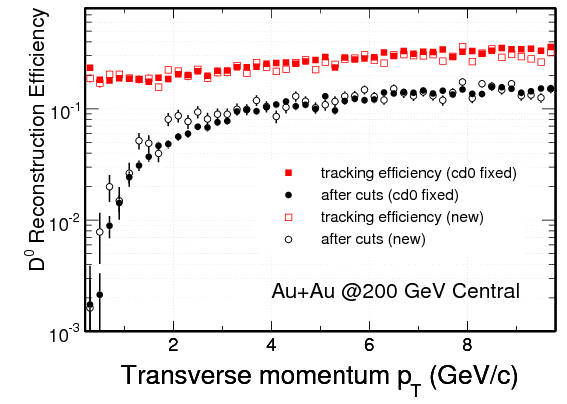 D0 Reconstruction Efficiency
10-1
10-2
10-3
tracking efficiency (cd0 fixed)
after cuts (cd0 fixed)
tracking efficiency (new)
after cuts (new)
Au+Au @200 GeV Central
2 4 6 8
Transverse momentum pT (GeV/c)